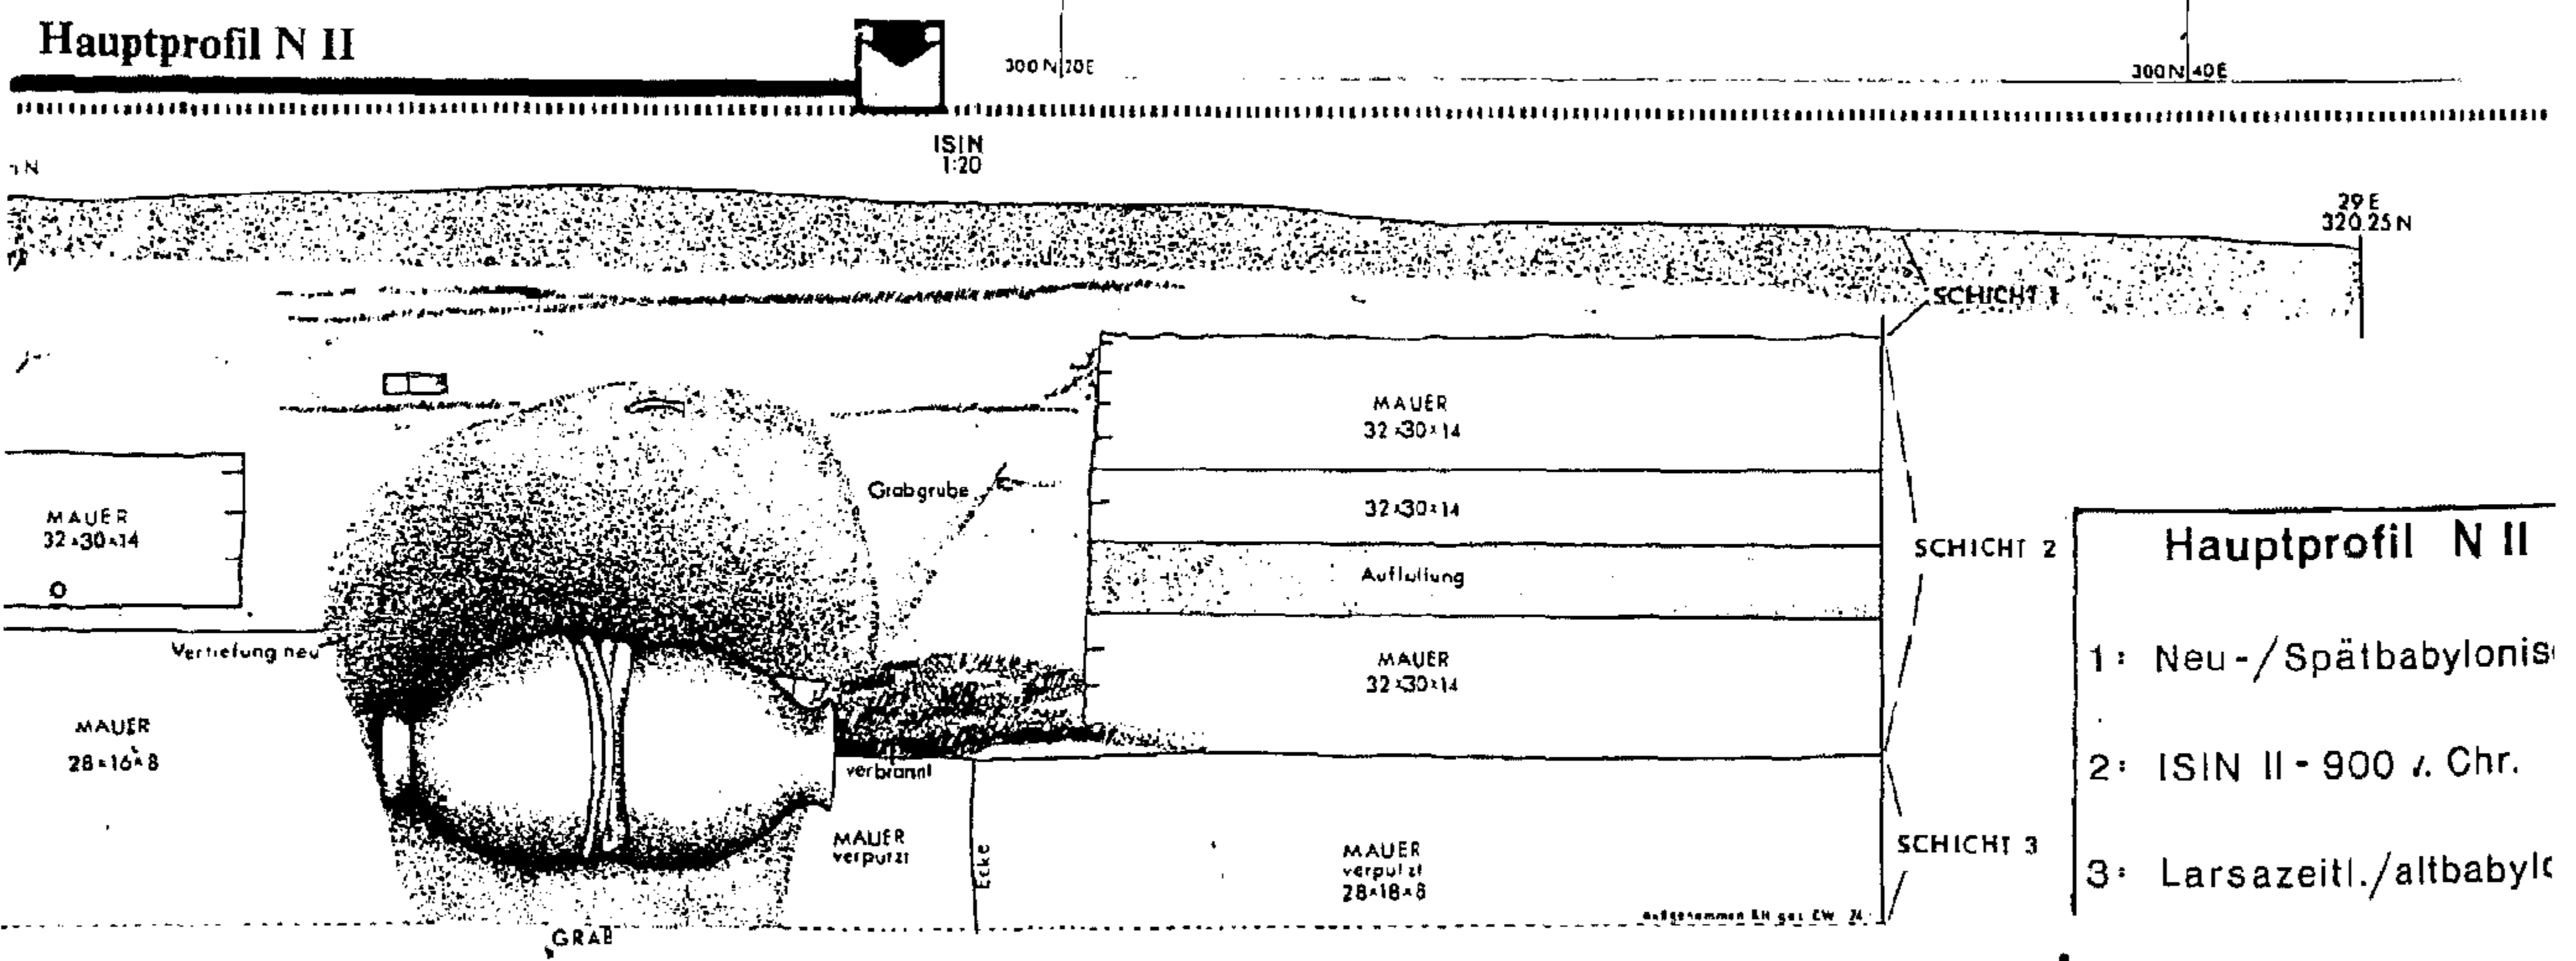 Hauptprofil N II
300 N 20E
300 N 40E
ISIN
1:20
N
29 E
320.25 N
SCHICHT 1
MAUER
32×30×14
Grabgrube
32×30×14
MAUER
32×30×14
SCHICHT 2
Auffüllung
Vertiefung neu
MAUER
32×30×14
MAUER
28×16×8
verbrannt
MAUER
verputzt
Ecke
MAUER
verputzt
28×18×8
SCHICHT 3
GRAB
Hauptprofil N II
1: Neu-/Spätbabylonis
2: ISIN II - 900 v. Chr.
3: Larsazeitl./altbabylo